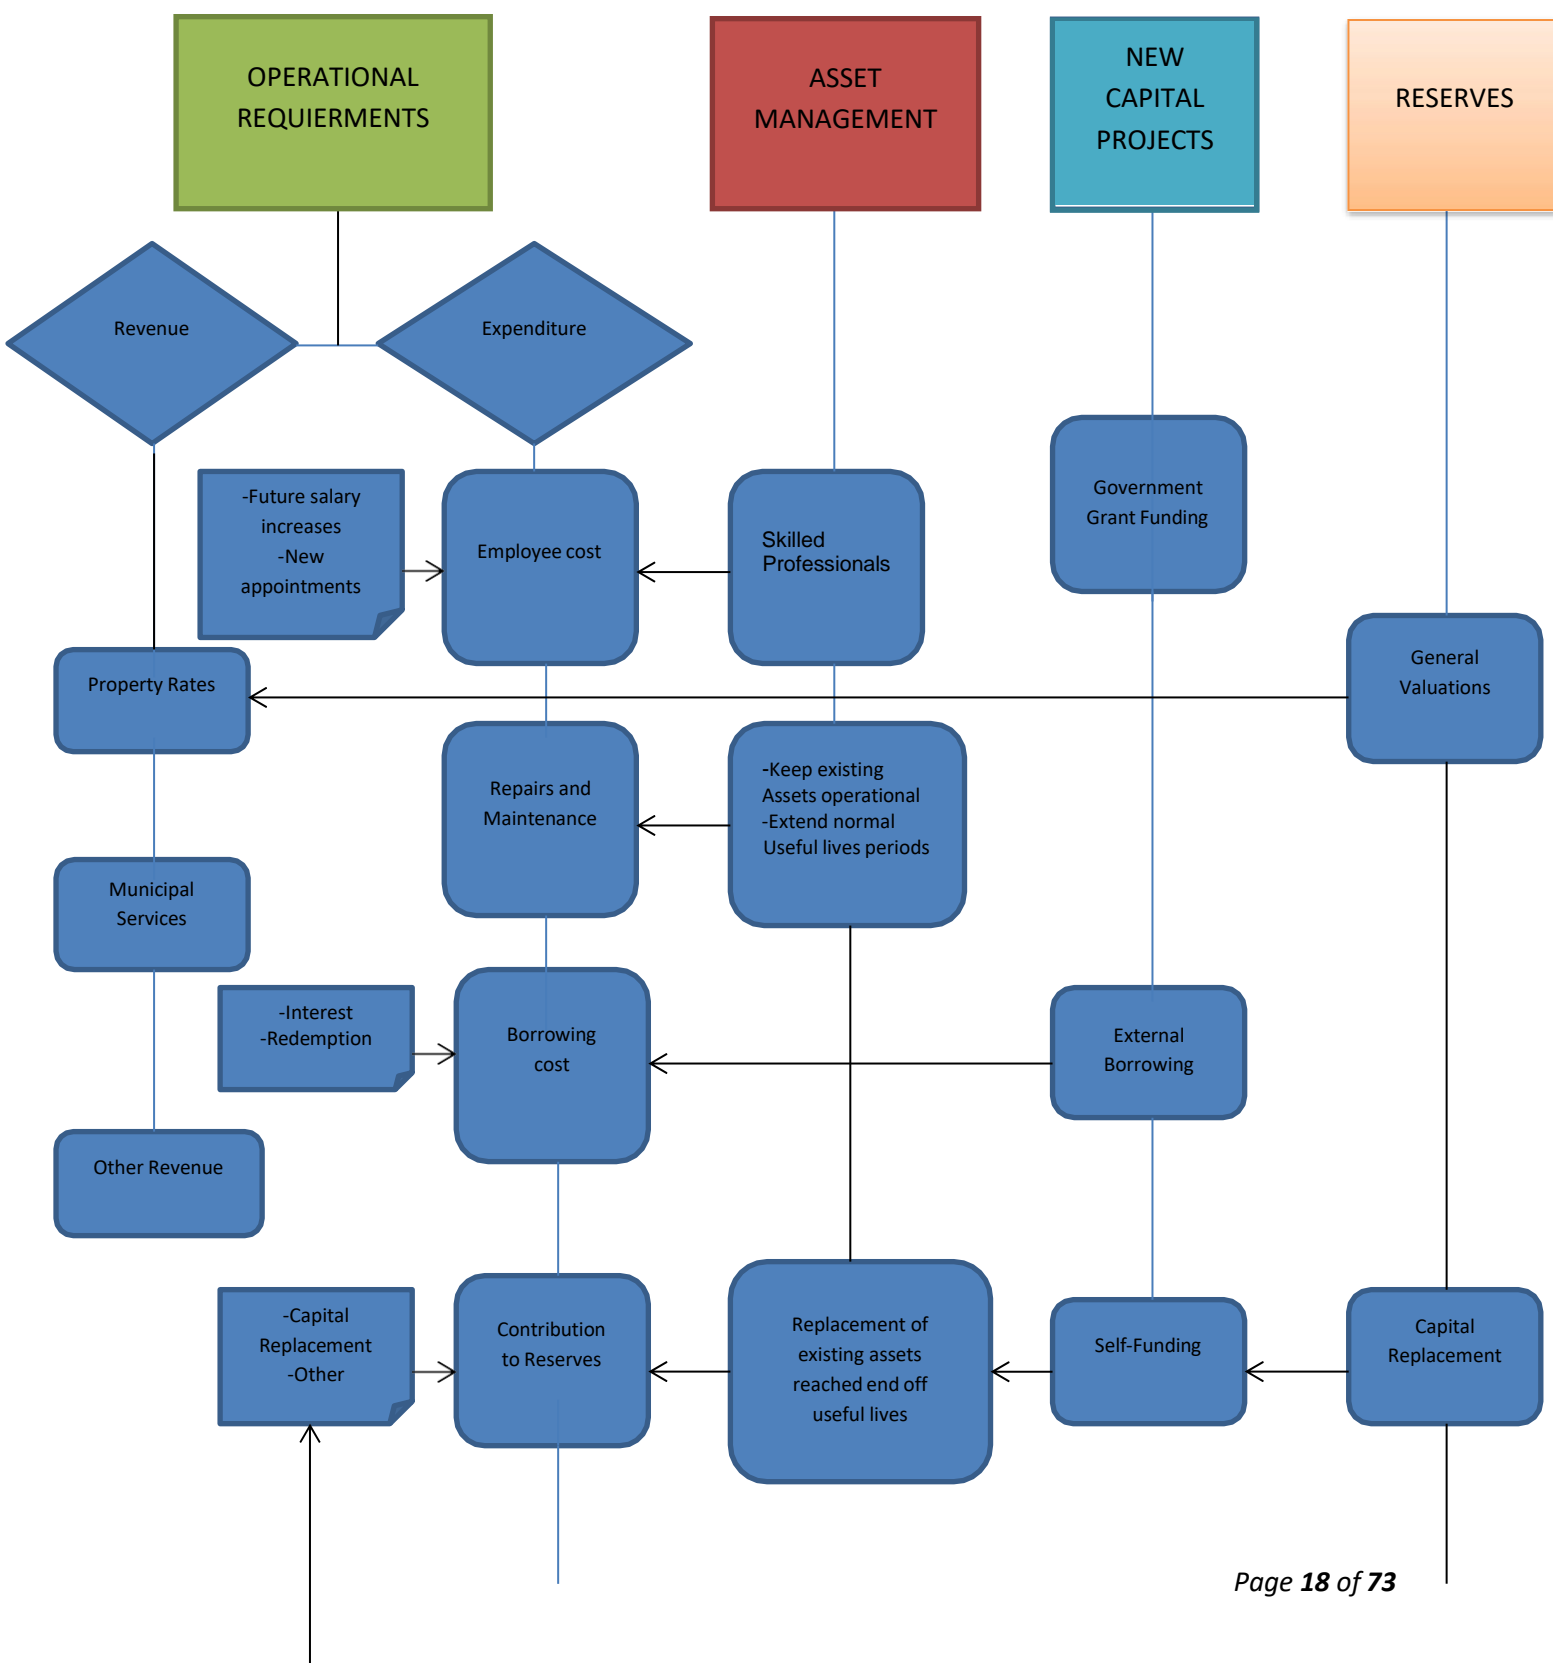 OPERATIONAL
REQUIERMENTS
ASSET
MANAGEMENT
NEW
CAPITAL
PROJECTS
RESERVES
Revenue
Expenditure
-Future salary
increases
-New
appointments
Employee cost
Skilled
Professionals
Government
Grant Funding
Property Rates
General
Valuations
Repairs and
Maintenance
-Keep existing
Assets operational
-Extend normal
Useful lives periods
Municipal
Services
-Interest
-Redemption
Borrowing
cost
External
Borrowing
Other Revenue
-Capital
Replacement
-Other
Contribution
to Reserves
Replacement of
existing assets
reached end off
useful lives
Self-Funding
Capital
Replacement
Page 18 of 73